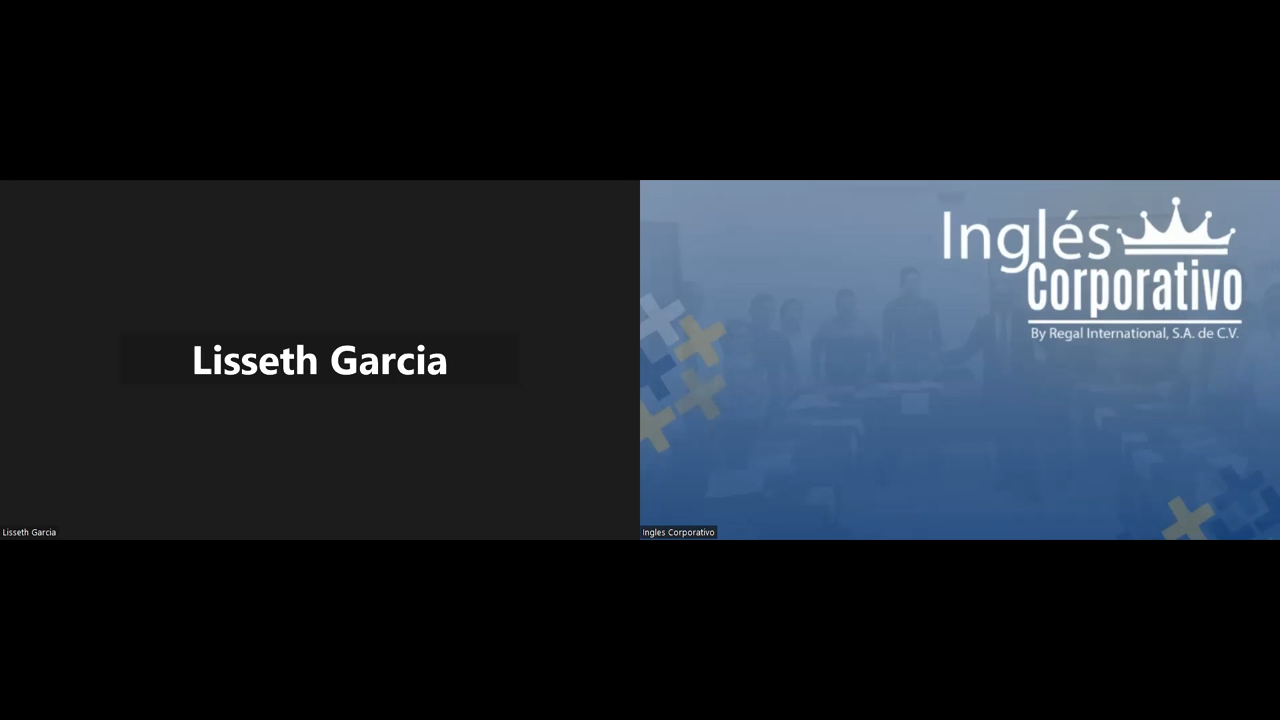 Lisseth Garcia
Lisseth Garcia
Inglés
Corporativo
By Regal International, S.A. de C.V.
Ingles Corporativo